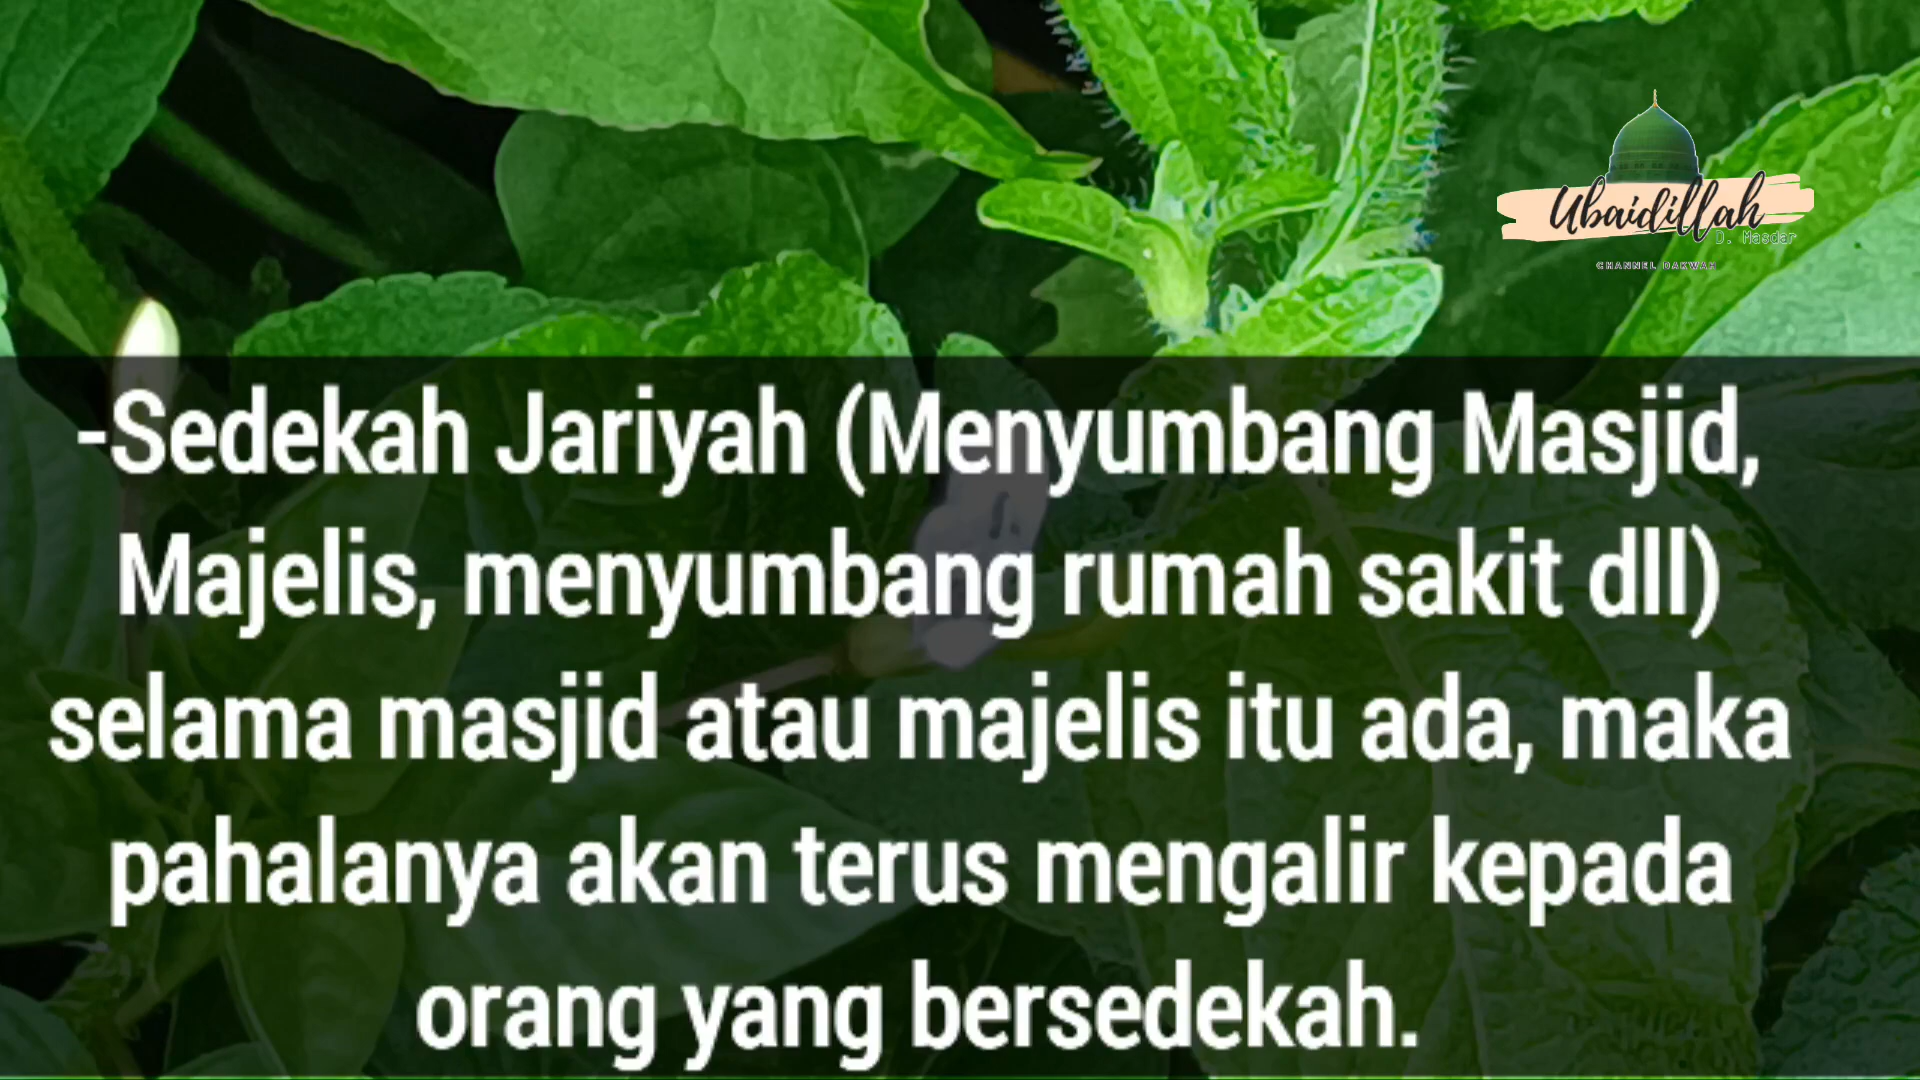 Ubaidillah
D. Masdar
CHANNEL DAKWAH
-Sedekah Jariyah (Menyumbang Masjid,
Majelis, menyumbang rumah sakit dll)
selama masjid atau majelis itu ada, maka
pahalanya akan terus mengalir kepada
orang yang bersedekah.